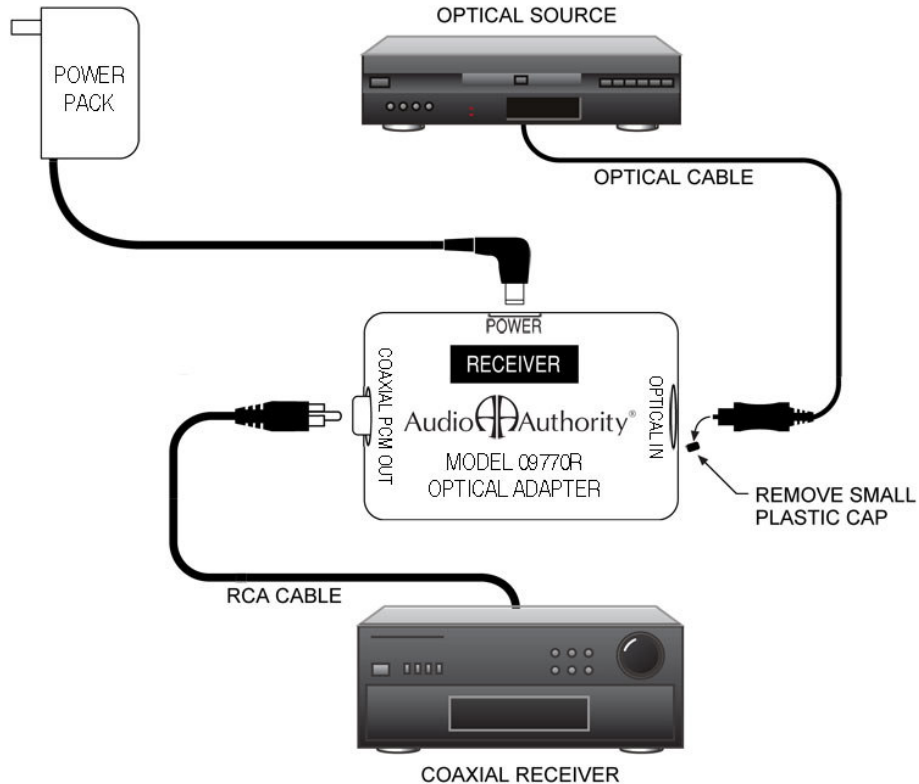 OPTICAL SOURCE
POWER
PACK
OPTICAL CABLE
POWER
RECEIVER
COAXIAL PCM OUT
OPTICAL IN
Audio Authority®
MODEL 09770R
OPTICAL ADAPTER
REMOVE SMALL
PLASTIC CAP
RCA CABLE
COAXIAL RECEIVER